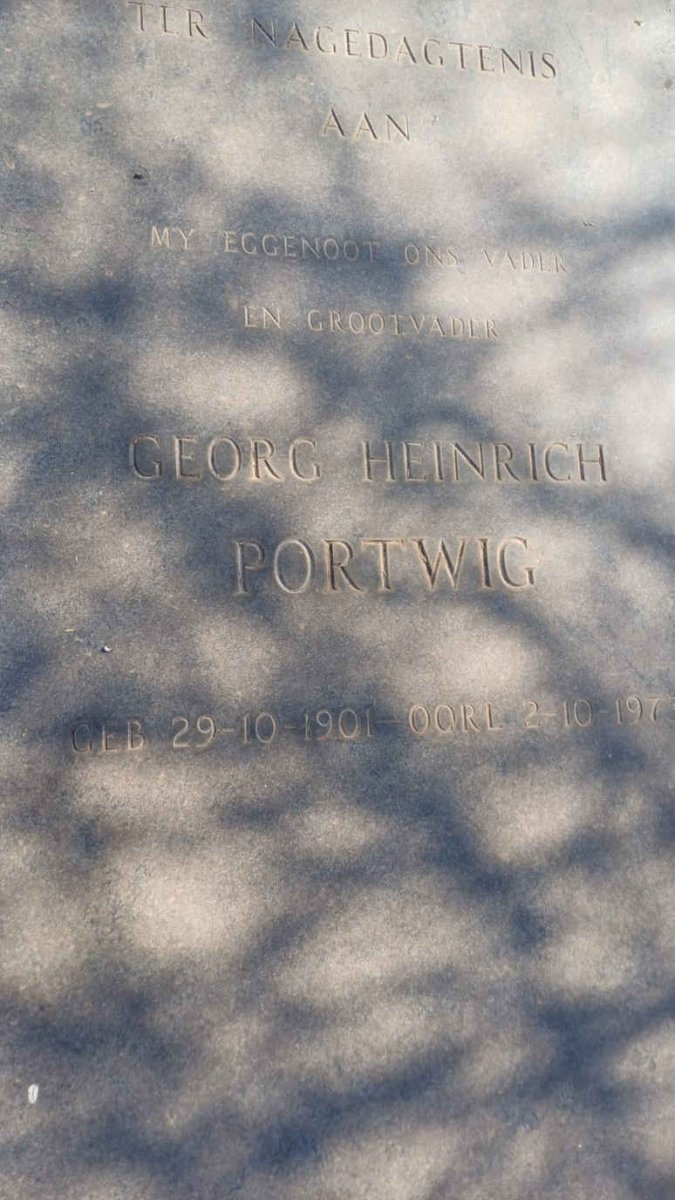 TER NAGEDAGTENIS
AAN
MY EGGENOOT ONS VADER
EN GROOTVADER
GEORG HEINRICH
PORTWIG
GEB 29-10-1901-OORL 2-10-197